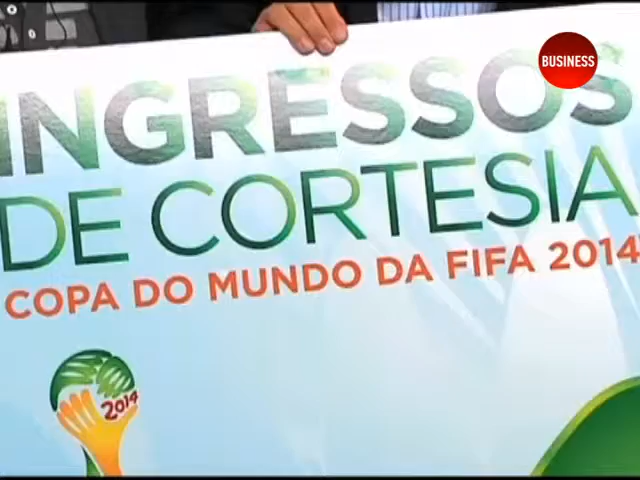 BUSINESS
INGRESSOS
DE CORTESIA
COPA DO MUNDO DA FIFA 2014
2014